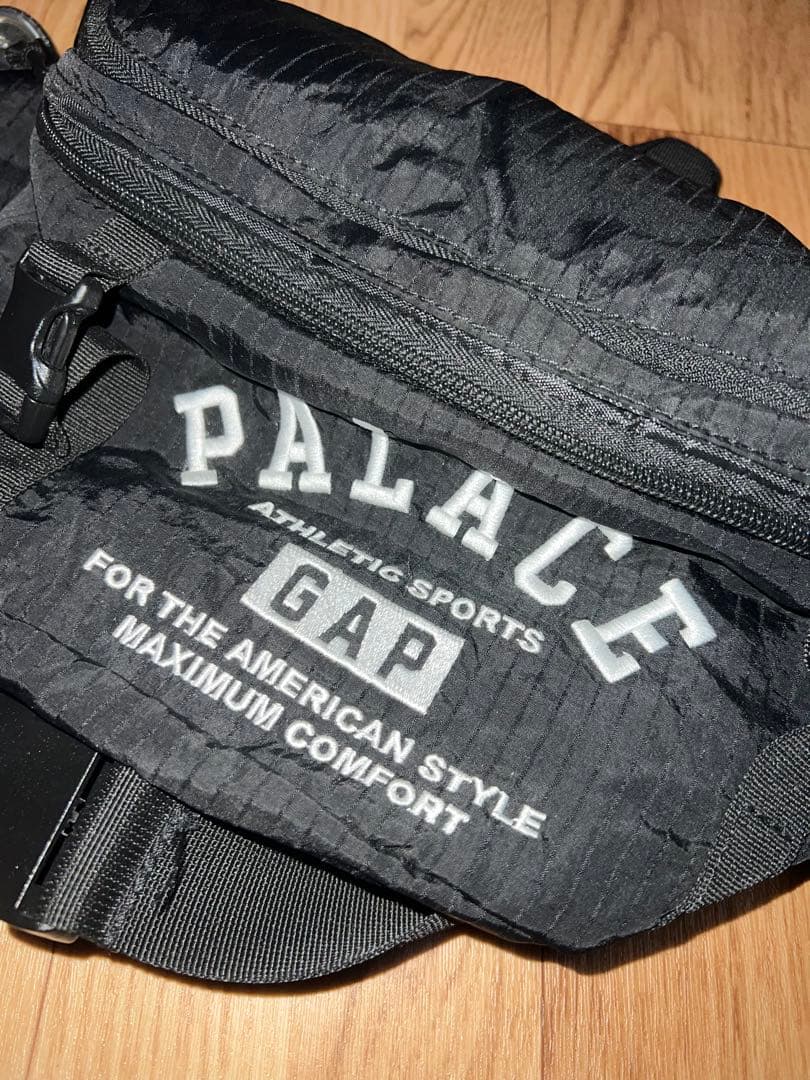 PALACE
ATHLETIC SPORTS
GAP
FOR THE AMERICAN STYLE
MAXIMUM COMFORT